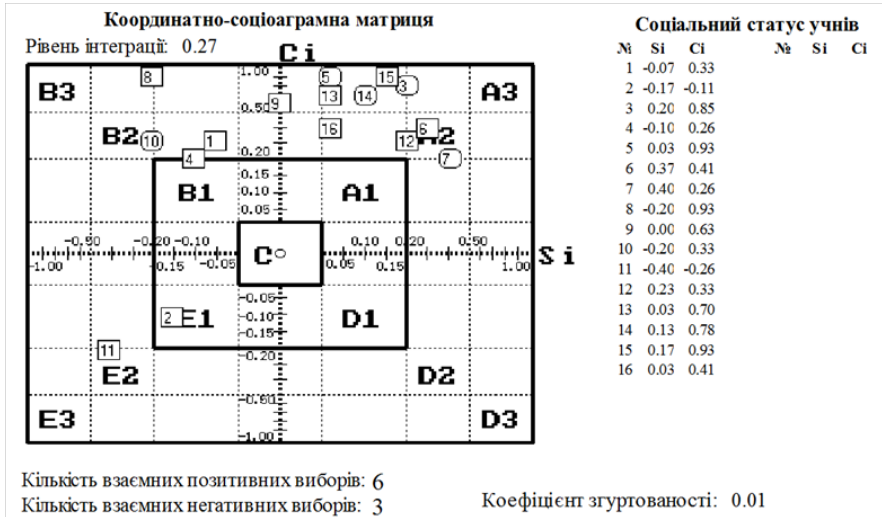 Координатно-соціоаграмна матриця
Рівень інтеграції: 0.27
Ci
B3
8
1.00
5
15
3
A3
13
14
0.50
9
B2
10
1
16
12
6
A2
4
0.20
7
0.15
B1
0.10
A1
0.05
-0.50 -0.20 -0.10 0.10 0.20 0.50
C
Si
-1.00 -0.15 -0.05 0.05 0.15 1.00
-0.05
2
E1
-0.10
D1
-0.15
11
-0.20
E2
D2
-0.50
E3
-1.00
D3
Соціальний статус учнів
№ Si Ci № Si Ci
1 -0.07 0.33
2 -0.17 -0.11
3 0.20 0.85
4 -0.10 0.26
5 0.03 0.93
6 0.37 0.41
7 0.40 0.26
8 -0.20 0.93
9 0.00 0.63
10 -0.20 0.33
11 -0.40 -0.26
12 0.23 0.33
13 0.03 0.70
14 0.13 0.78
15 0.17 0.93
16 0.03 0.41
Кількість взаємних позитивних виборів: 6
Кількість взаємних негативних виборів: 3
Коефіцієнт згуртованості: 0.01